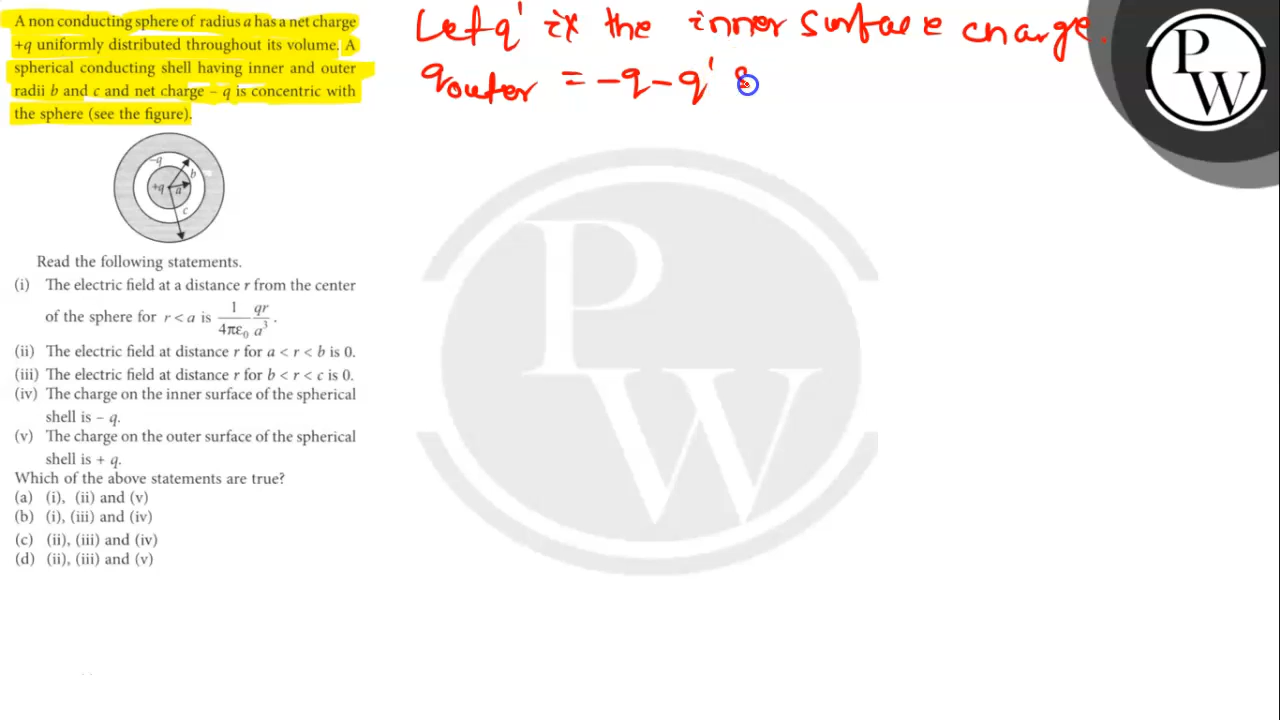 A non conducting sphere of radius a has a net charge
+q uniformly distributed throughout its volume. A
spherical conducting shell having inner and outer
radii b and c and net charge – q is concentric with
the sphere (see the figure).
–q
b
+q
a
c
Read the following statements.
(i) The electric field at a distance r from the center
of the sphere for r < a is 1/4πε₀ qr/a³.
(ii) The electric field at distance r for a < r < b is 0.
(iii) The electric field at distance r for b < r < c is 0.
(iv) The charge on the inner surface of the spherical
shell is – q.
(v) The charge on the outer surface of the spherical
shell is + q.
Which of the above statements are true?
(a) (i), (ii) and (v)
(b) (i), (iii) and (iv)
(c) (ii), (iii) and (iv)
(d) (ii), (iii) and (v)
Let q' is the inner surface charge.
q outer = -q - q'
P
W
P
W